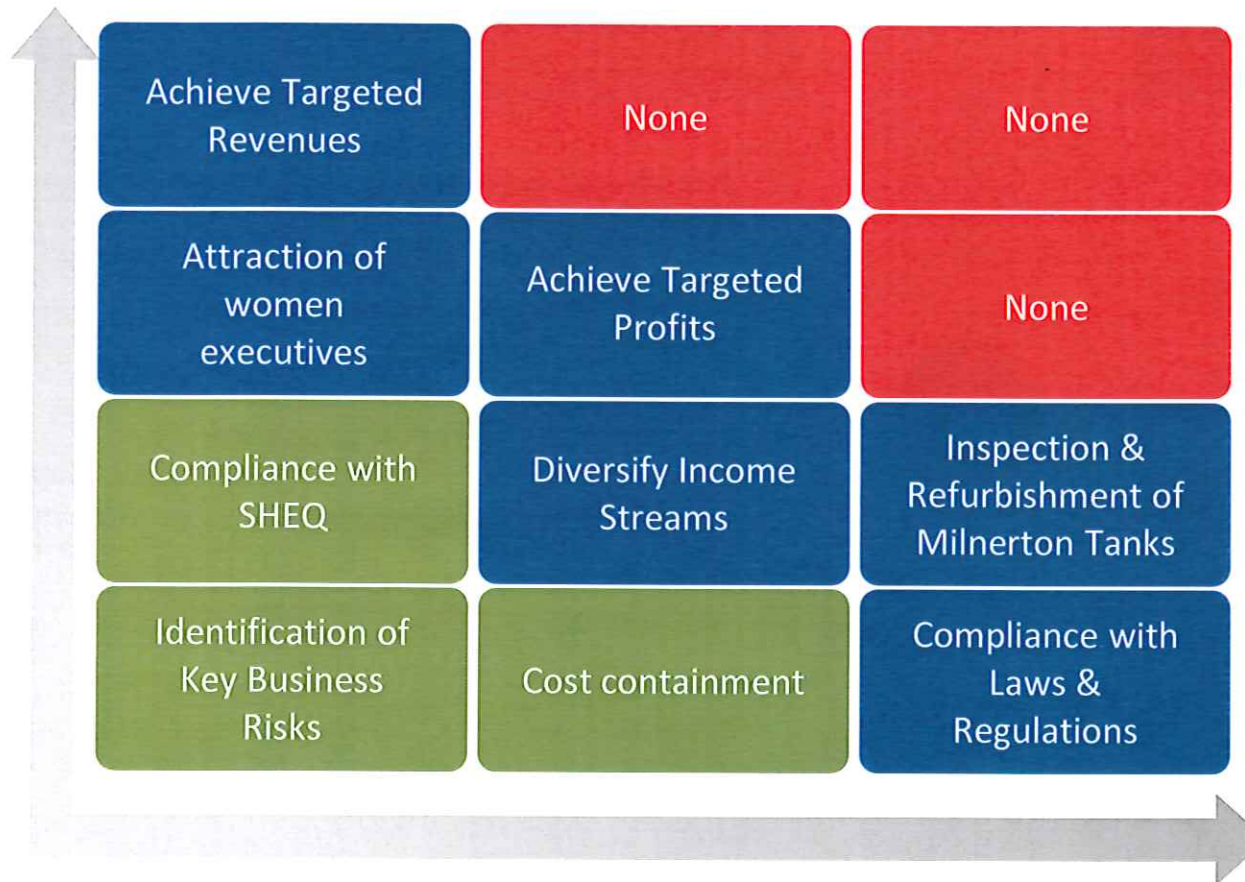 Achieve Targeted
Revenues
None
None
Attraction of
women
executives
Achieve Targeted
Profits
None
Compliance with
SHEQ
Diversify Income
Streams
Inspection &
Refurbishment of
Milnerton Tanks
Identification of
Key Business
Risks
Cost containment
Compliance with
Laws &
Regulations